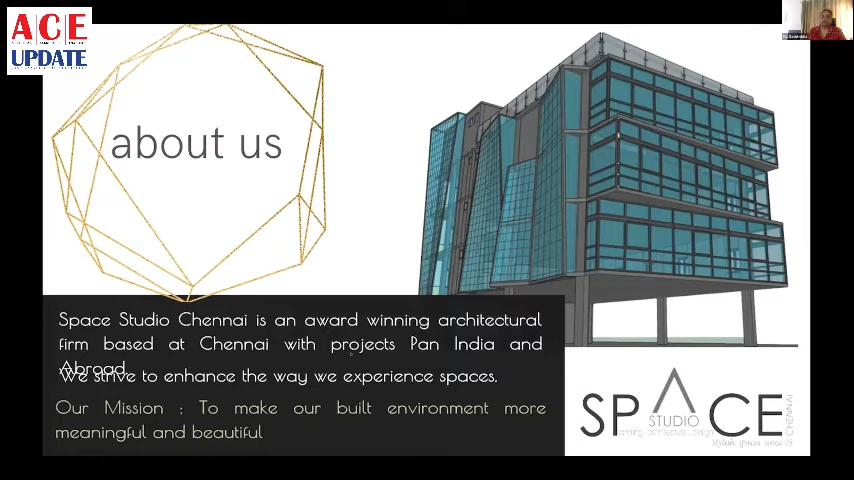 ACE
UPDATE
about us
Space Studio Chennai is an award winning architectural
firm based at Chennai with projects Pan India and
Abroad.
We strive to enhance the way we experience spaces.
Our Mission : To make our built environment more
meaningful and beautiful
SPACE
STUDIO
CHENNAI